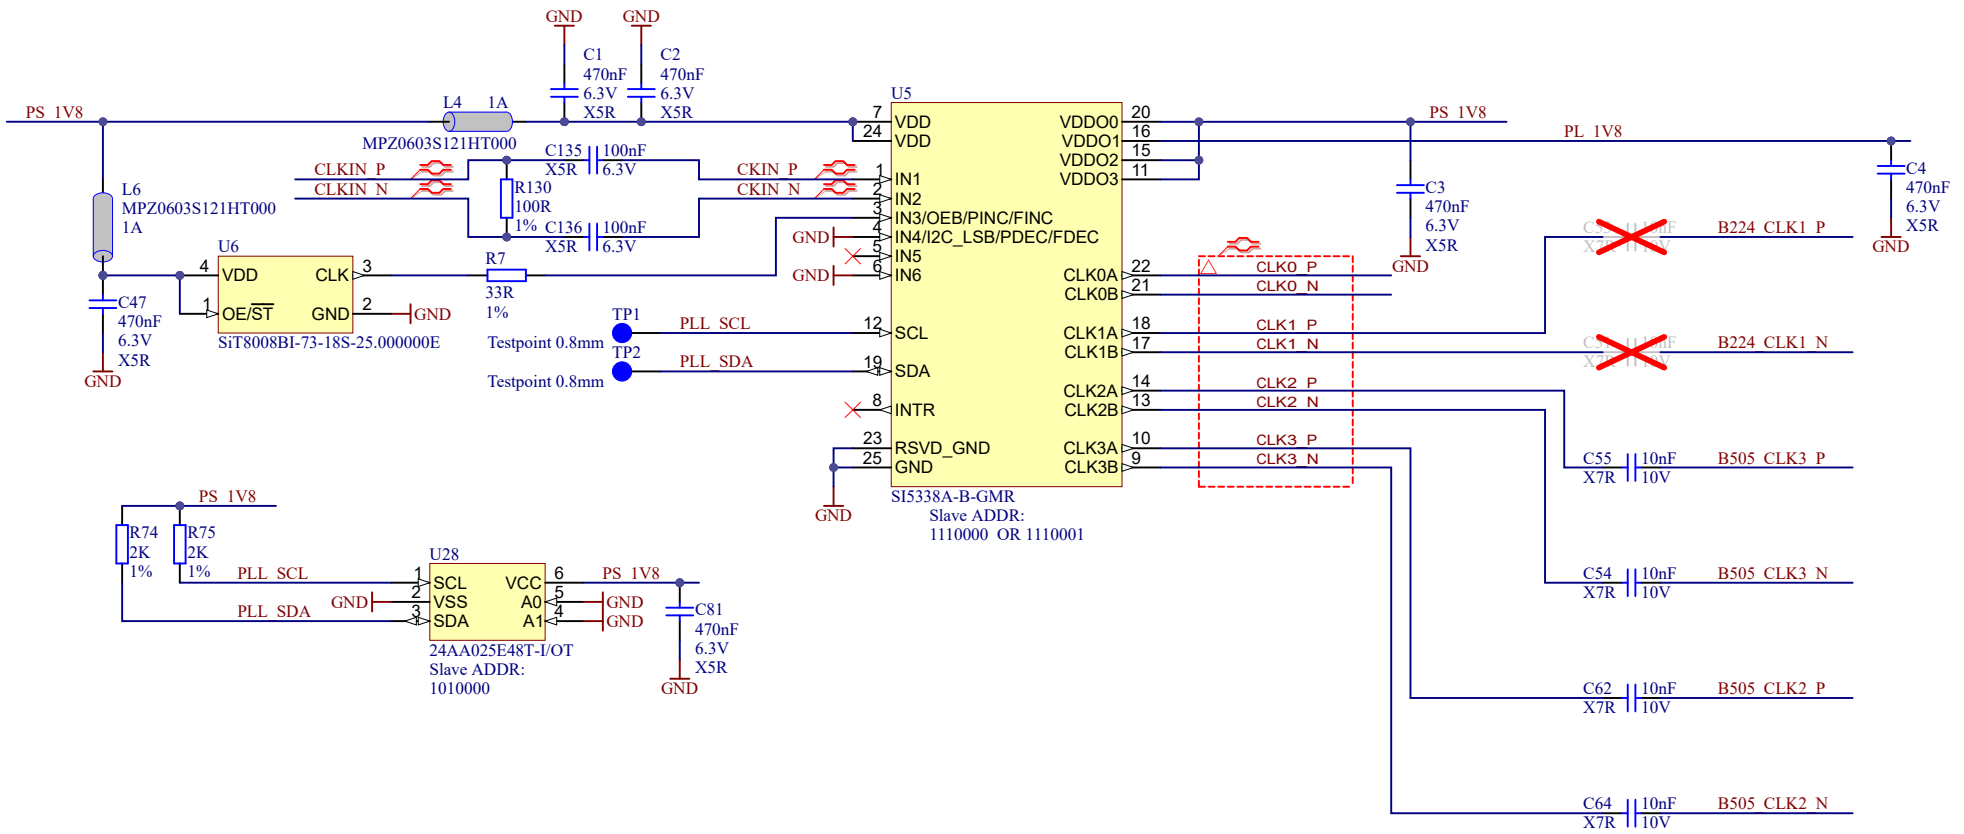 GND
GND
C1
470nF
6.3V
X5R
C2
470nF
6.3V
X5R
PS_1V8
L4 1A
MPZ0603S121HT000
CLKIN_P
CLKIN_N
C135
X5R
100nF
6.3V
R130
100R
1%
C136
X5R
100nF
6.3V
CKIN_P
CKIN_N
L6
MPZ0603S121HT000
1A
U6
4 VDD
1 OE/ST
CLK 3
GND 2
GND
SiT8008BI-73-18S-25.000000E
C47
470nF
6.3V
X5R
GND
R7
33R
1%
GND
GND
TP1
Testpoint 0.8mm
TP2
Testpoint 0.8mm
PLL_SCL
PLL_SDA
U5
7 VDD
24 VDD
1 IN1
2 IN2
3 IN3/OEB/PINC/FINC
4 IN4/I2C_LSB/PDEC/FDEC
5 IN5
6 IN6
12 SCL
19 SDA
8 INTR
23 RSVD_GND
25 GND
GND
VDDO0 20
VDDO1 16
VDDO2 15
VDDO3 11
CLK0A 22
CLK0B 21
CLK1A 18
CLK1B 17
CLK2A 14
CLK2B 13
CLK3A 10
CLK3B 9
SI5338A-B-GMR
Slave ADDR:
1110000 OR 1110001
PS_1V8
PL_1V8
C3
470nF
6.3V
X5R
GND
C4
470nF
6.3V
X5R
GND
CLK0_P
CLK0_N
CLK1_P
CLK1_N
CLK2_P
CLK2_N
CLK3_P
CLK3_N
B224_CLK1_P
B224_CLK1_N
C55
X7R
10nF
10V
B505_CLK3_P
C54
X7R
10nF
10V
B505_CLK3_N
C62
X7R
10nF
10V
B505_CLK2_P
C64
X7R
10nF
10V
B505_CLK2_N
PS_1V8
R74
2K
1%
R75
2K
1%
PLL_SCL
GND
PLL_SDA
U28
1 SCL
2 VSS
3 SDA
VCC 6
A0 5
A1 4
24AA025E48T-I/OT
Slave ADDR:
1010000
PS_1V8
GND
GND
C81
470nF
6.3V
X5R
GND